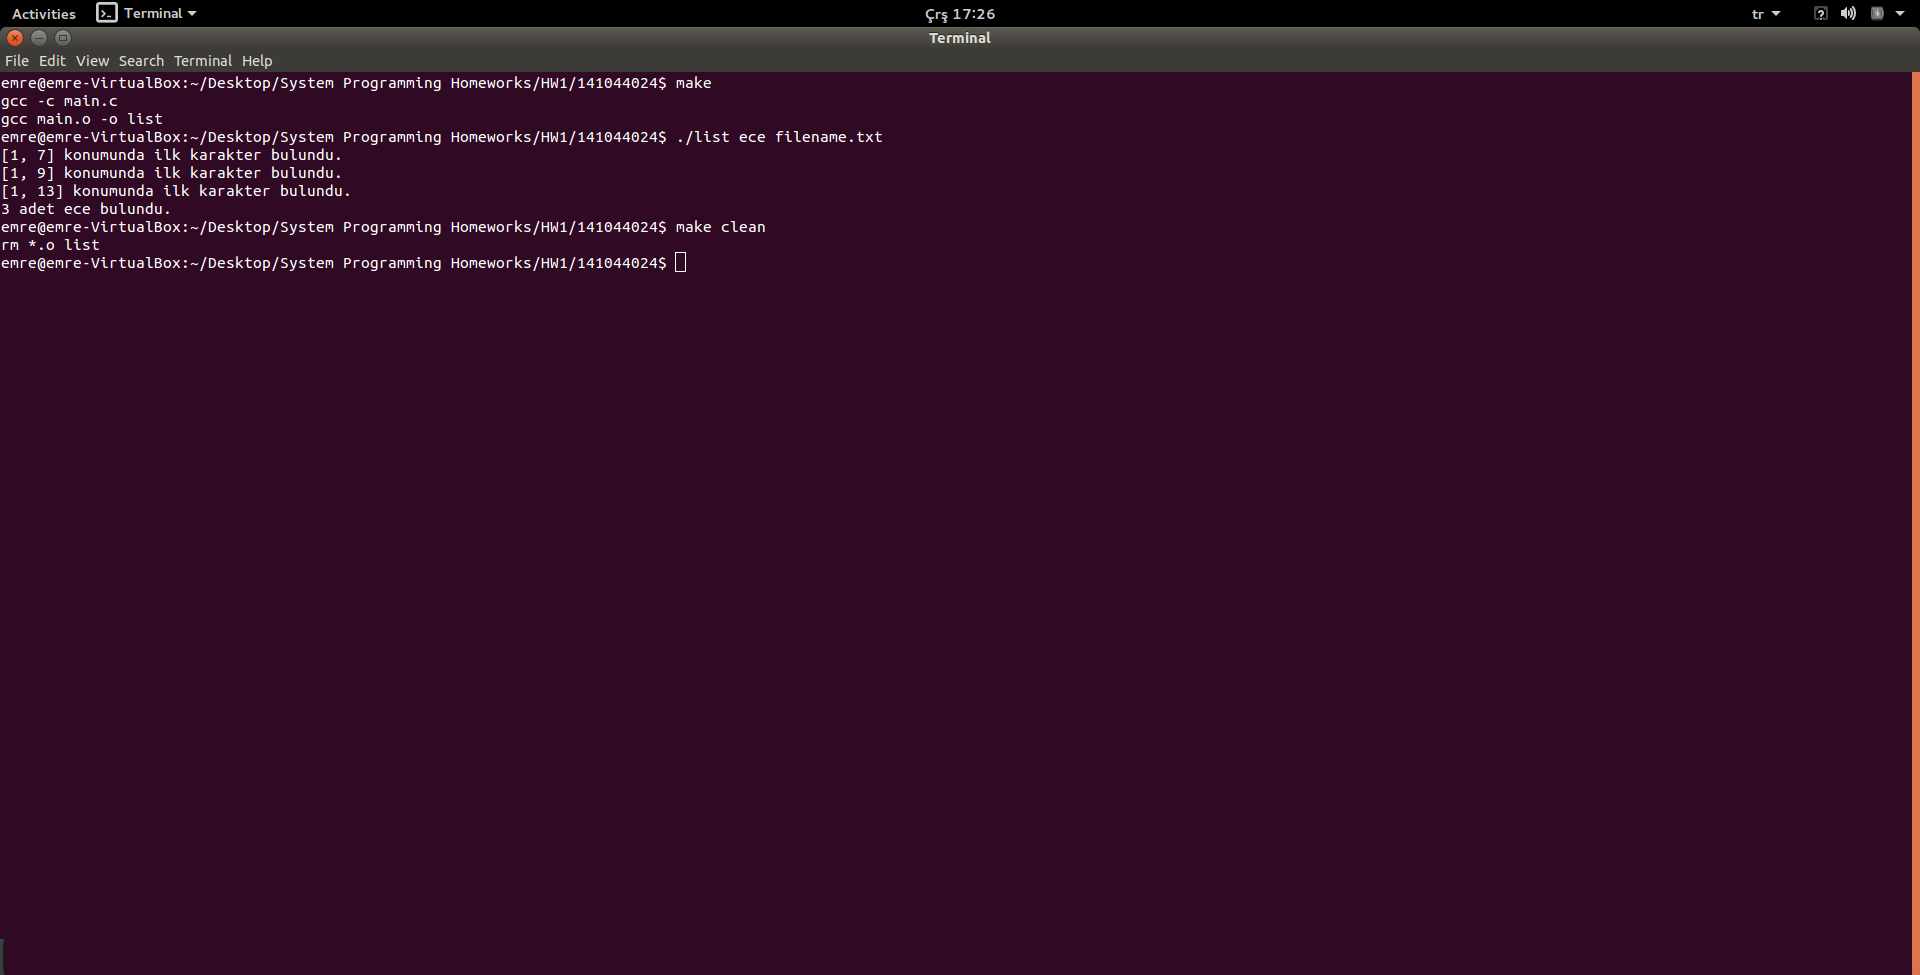 Activities Terminal Çrş 17:26 tr
Terminal
File Edit View Search Terminal Help
emre@emre-VirtualBox:~/Desktop/System Programming Homeworks/HW1/141044024$ make
gcc -c main.c
gcc main.o -o list
emre@emre-VirtualBox:~/Desktop/System Programming Homeworks/HW1/141044024$ ./list ece filename.txt
[1, 7] konumunda ilk karakter bulundu.
[1, 9] konumunda ilk karakter bulundu.
[1, 13] konumunda ilk karakter bulundu.
3 adet ece bulundu.
emre@emre-VirtualBox:~/Desktop/System Programming Homeworks/HW1/141044024$ make clean
rm *.o list
emre@emre-VirtualBox:~/Desktop/System Programming Homeworks/HW1/141044024$